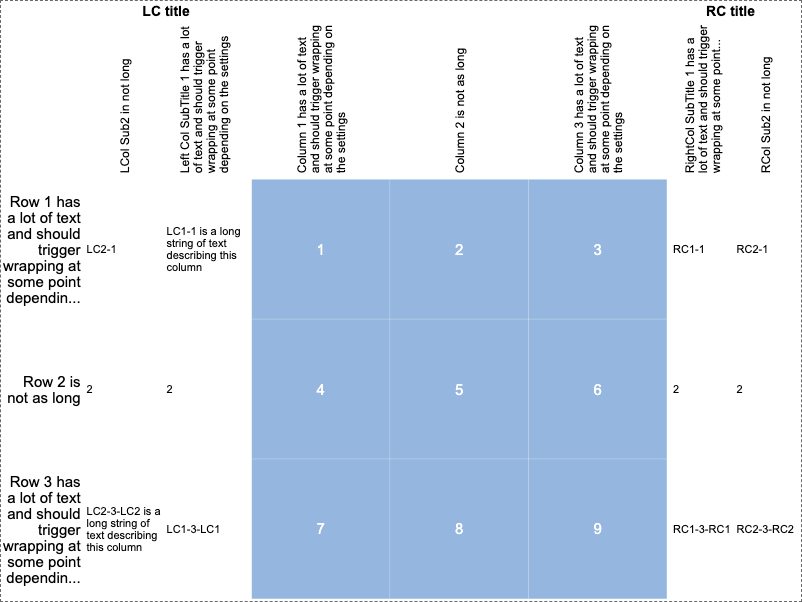 LC title
RC title
LCol Sub2 in not long
Left Col SubTitle 1 has a lot
of text and should trigger
wrapping at some point
depending on the settings
Column 1 has a lot of text
and should trigger wrapping
at some point depending on
the settings
Column 2 is not as long
Column 3 has a lot of text
and should trigger wrapping
at some point depending on
the settings
RightCol SubTitle 1 has a
lot of text and should trigger
wrapping at some point...
RCol Sub2 in not long
Row 1 has
a lot of text
and should
trigger
wrapping at
some point
dependin...
LC2-1
LC1-1 is a long
string of text
describing this
column
1
2
3
RC1-1
RC2-1
Row 2 is
not as long
2
2
4
5
6
2
2
Row 3 has
a lot of text
and should
trigger
wrapping at
some point
dependin...
LC2-3-LC2 is a
long string of
text describing
this column
LC1-3-LC1
7
8
9
RC1-3-RC1
RC2-3-RC2